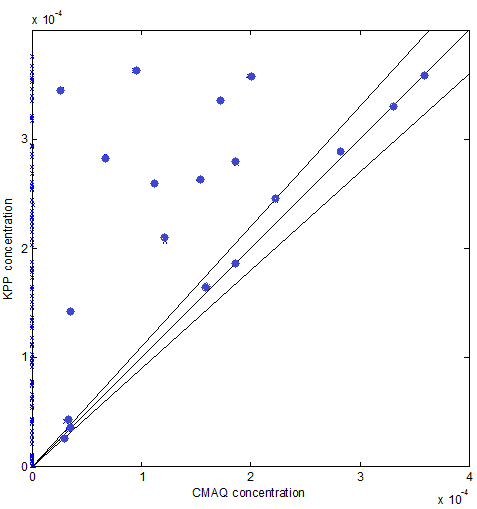 x 10⁻⁴
3
2
1
0
KPP concentration
0
1
2
3
4
CMAQ concentration
x 10⁻⁴